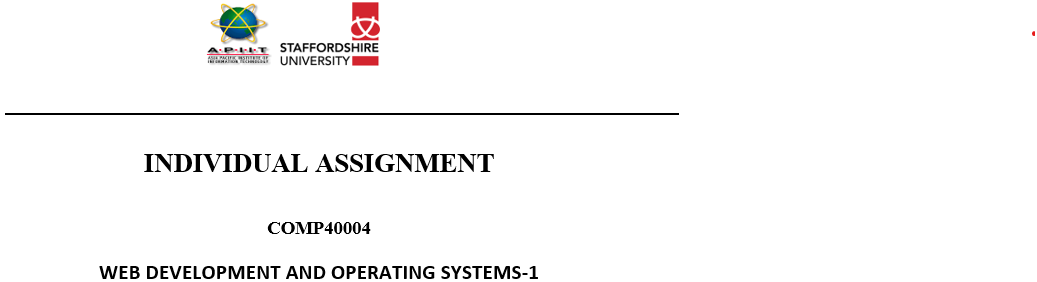 A·P·I·I·T
ASIA PACIFIC INSTITUTE OF
INFORMATION TECHNOLOGY
STAFFORDSHIRE
UNIVERSITY
INDIVIDUAL ASSIGNMENT
COMP40004
WEB DEVELOPMENT AND OPERATING SYSTEMS-1